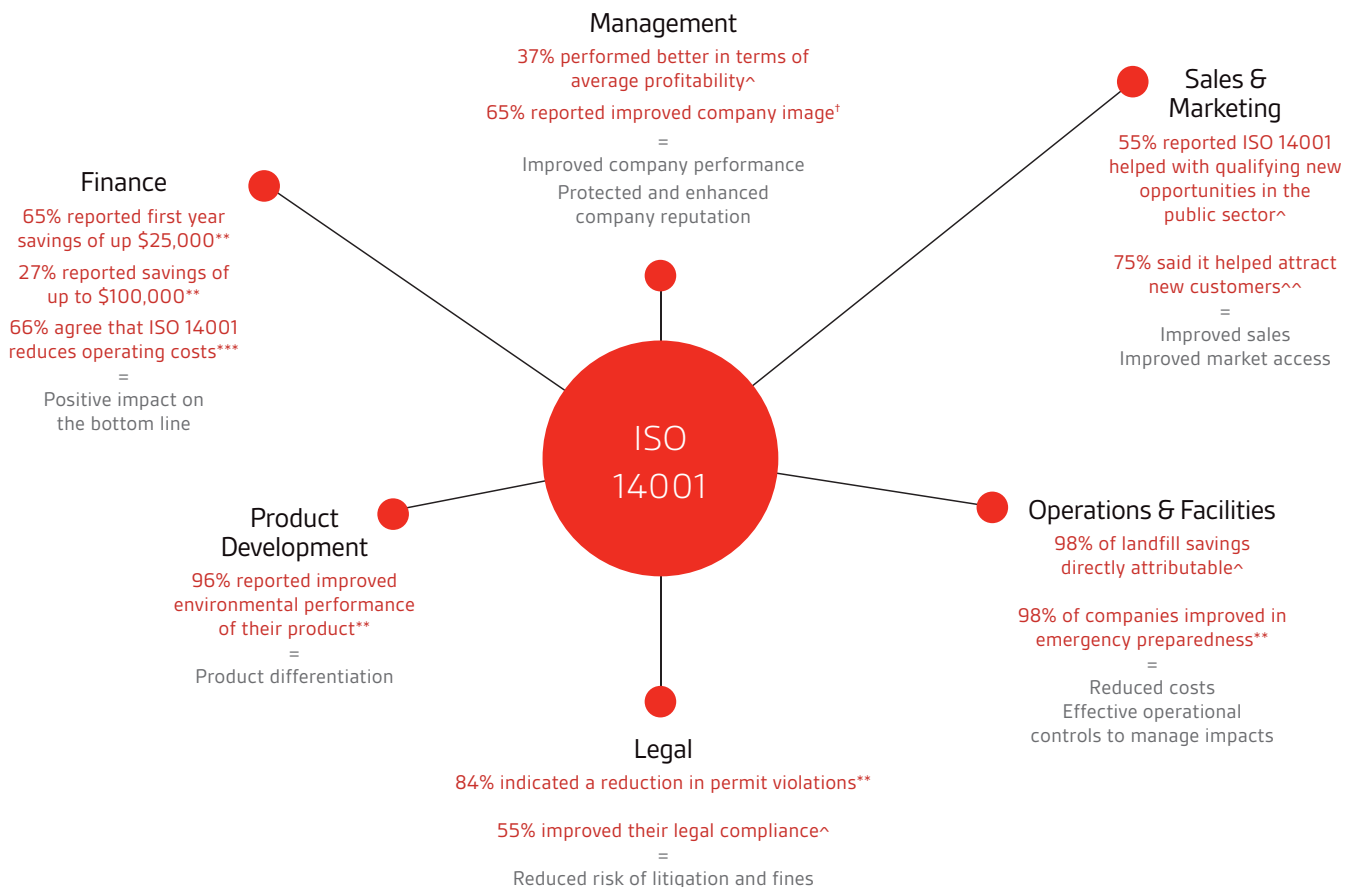 Management
37% performed better in terms of
average profitability^
65% reported improved company image†
=
Improved company performance
Protected and enhanced
company reputation
Sales &
Marketing
55% reported ISO 14001
helped with qualifying new
opportunities in the
public sector^
75% said it helped attract
new customers^^
=
Improved sales
Improved market access
Finance
65% reported first year
savings of up $25,000**
27% reported savings of
up to $100,000**
66% agree that ISO 14001
reduces operating costs***
=
Positive impact on
the bottom line
ISO
14001
Product
Development
96% reported improved
environmental performance
of their product**
=
Product differentiation
Operations & Facilities
98% of landfill savings
directly attributable^
98% of companies improved in
emergency preparedness**
=
Reduced costs
Effective operational
controls to manage impacts
Legal
84% indicated a reduction in permit violations**
55% improved their legal compliance^
=
Reduced risk of litigation and fines